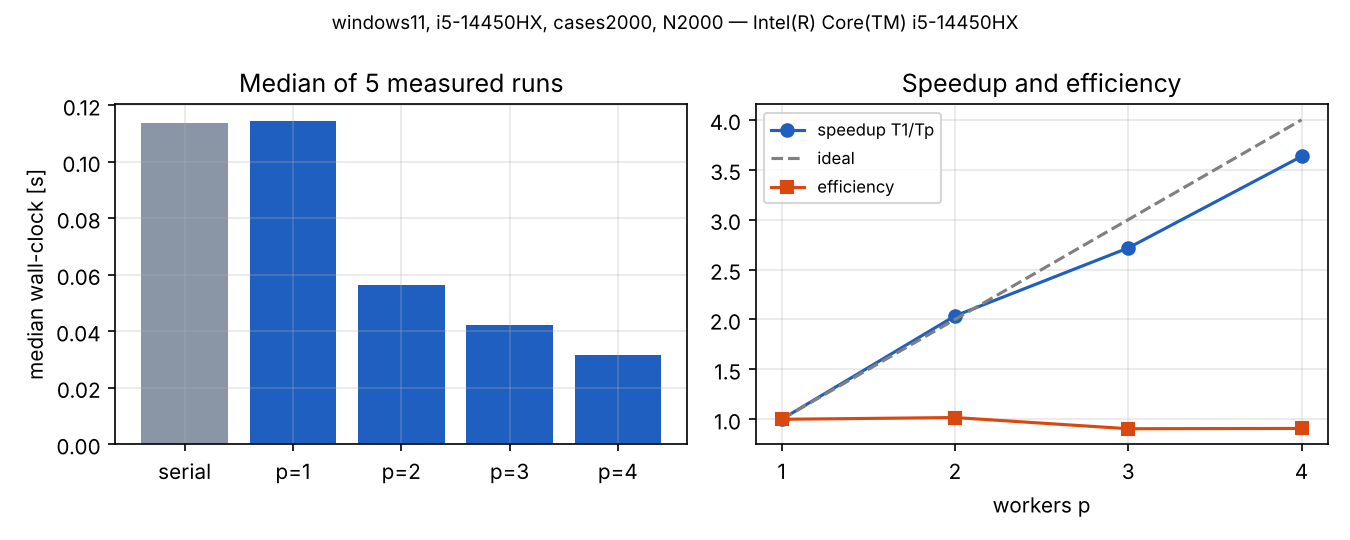 windows11, i5-14450HX, cases2000, N2000 — Intel(R) Core(TM) i5-14450HX
Median of 5 measured runs
median wall-clock [s]
0.12
0.10
0.08
0.06
0.04
0.02
0.00
serial
p=1
p=2
p=3
p=4
Speedup and efficiency
speedup T1/Tp
ideal
efficiency
4.0
3.5
3.0
2.5
2.0
1.5
1.0
1
2
3
4
workers p